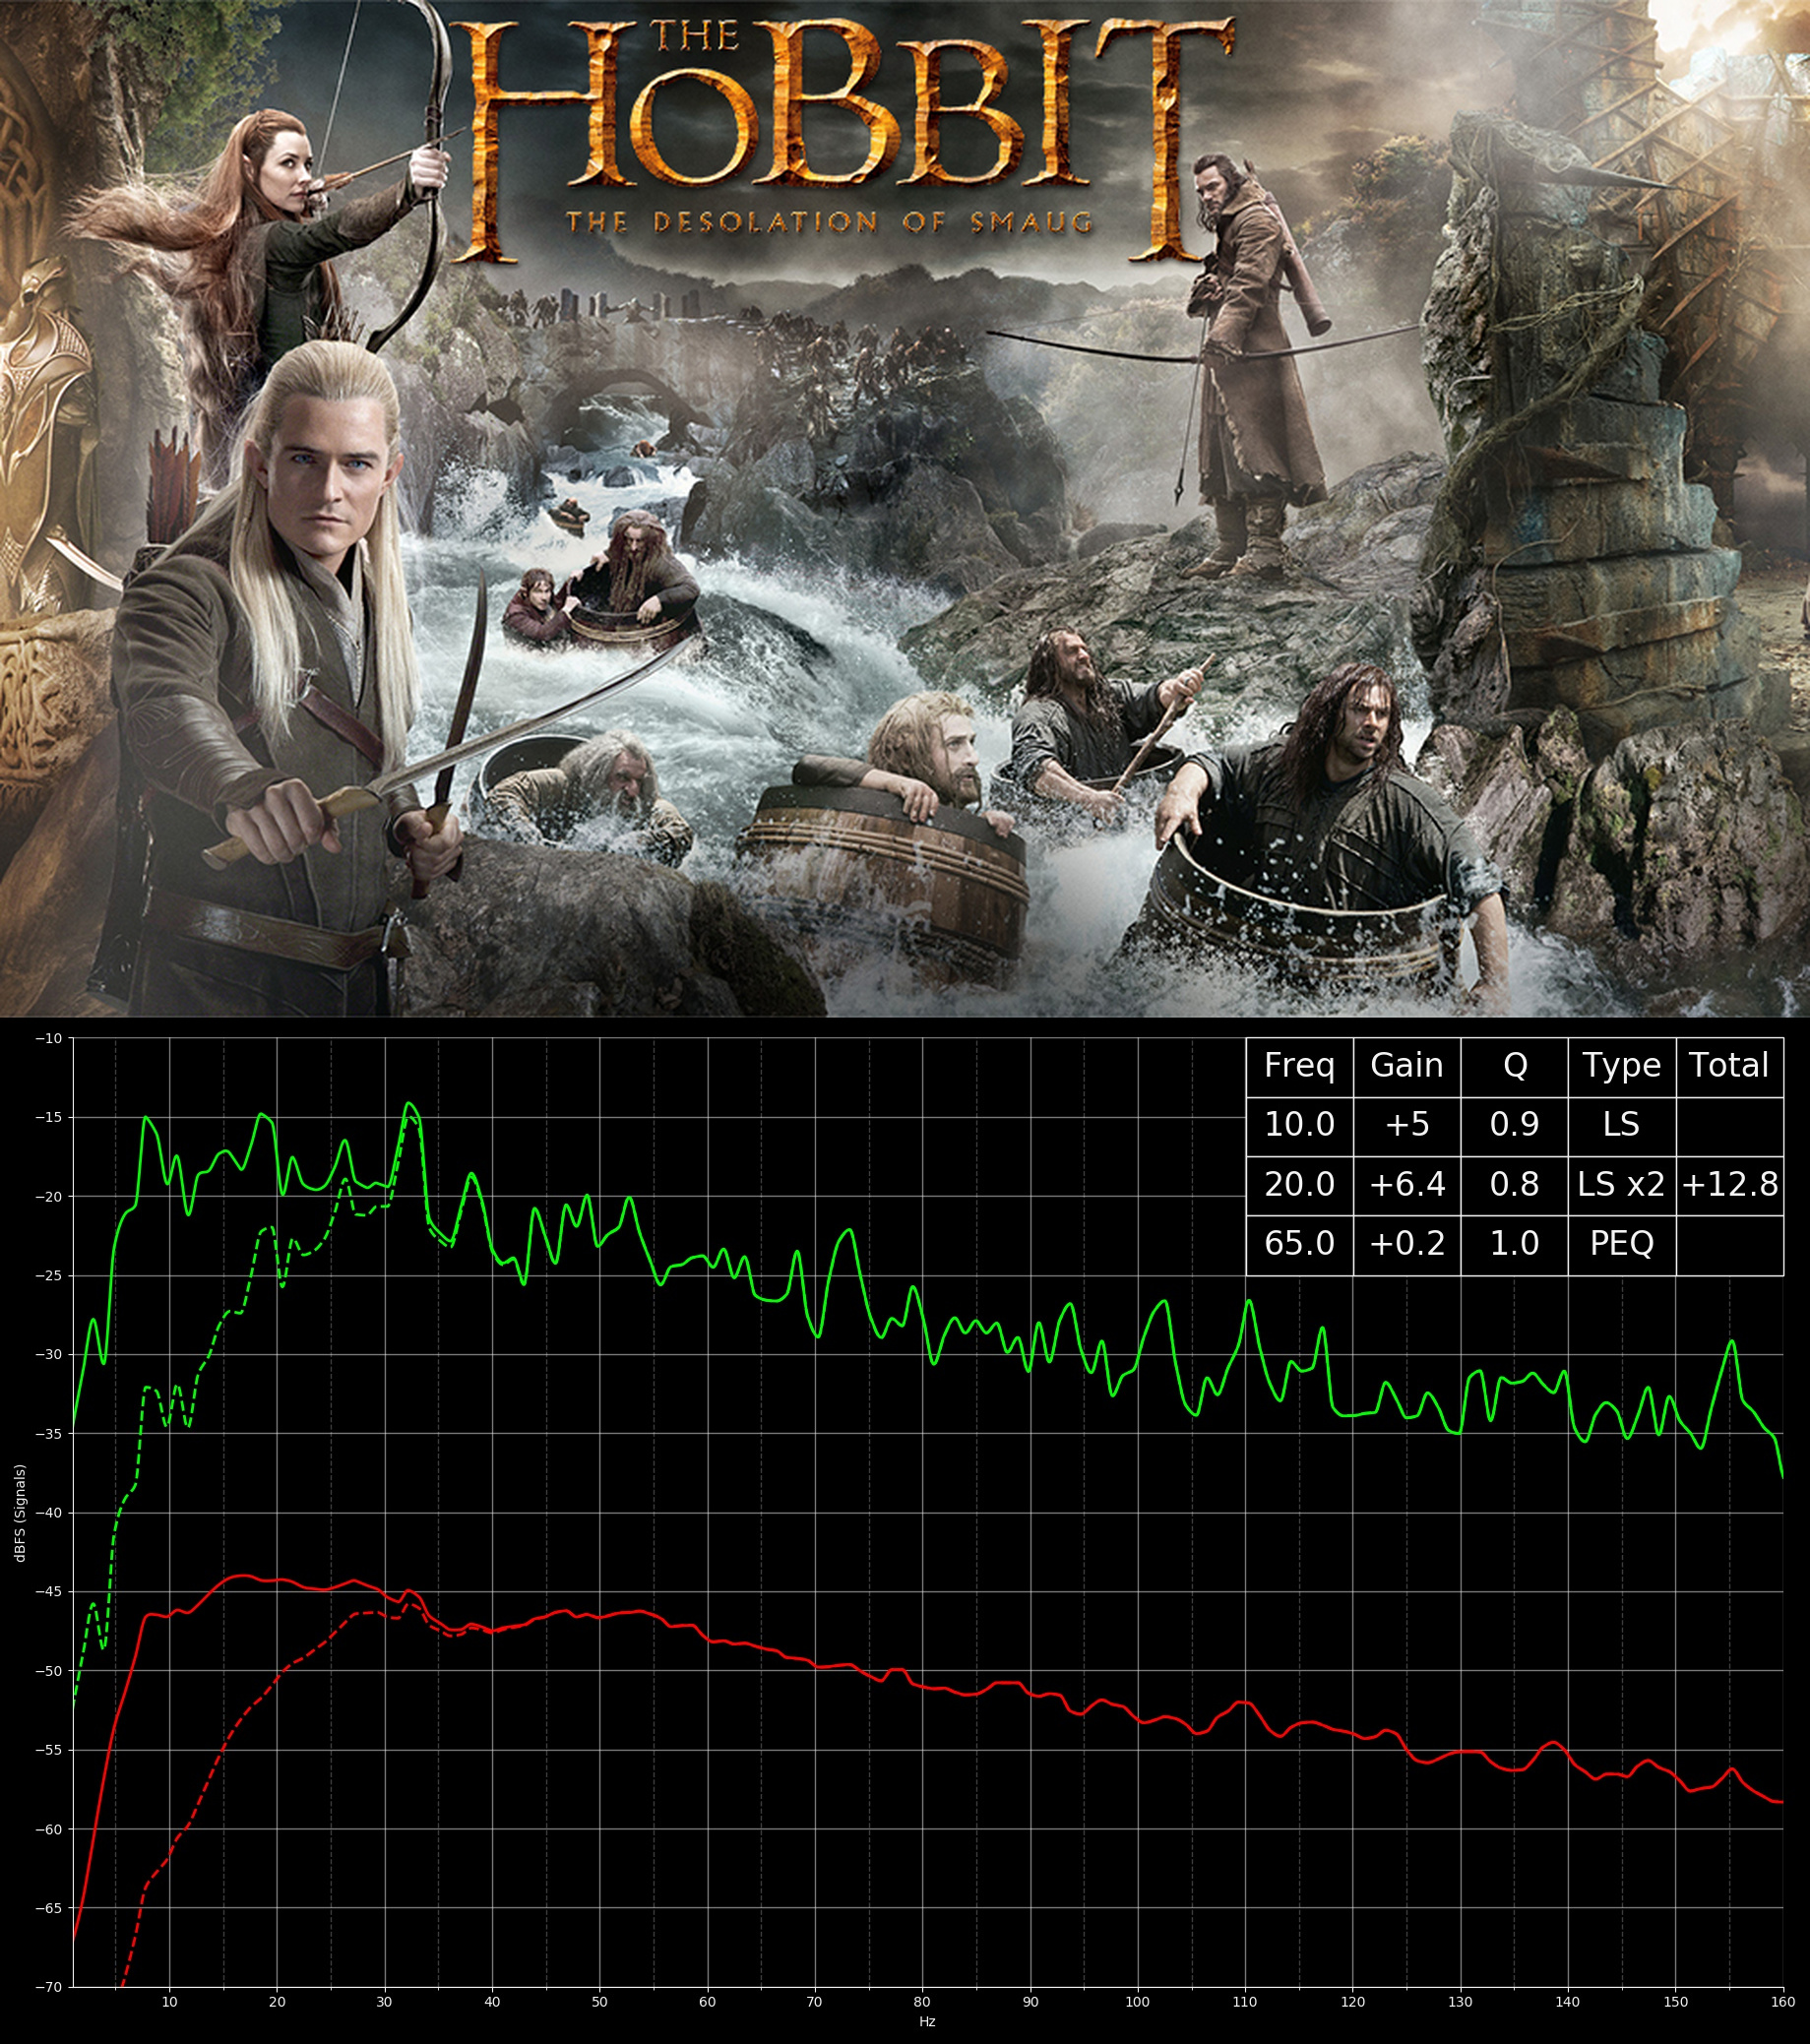 THE
HOBBIT
THE DESOLATION OF SMAUG
Freq Gain Q Type Total
10.0 +5 0.9 LS
20.0 +6.4 0.8 LS x2 +12.8
65.0 +0.2 1.0 PEQ
−10
−15
−20
−25
−30
−35
−40
−45
−50
−55
−60
−65
−70
dBFS (Signals)
10 20 30 40 50 60 70 80 90 100 110 120 130 140 150 160
Hz